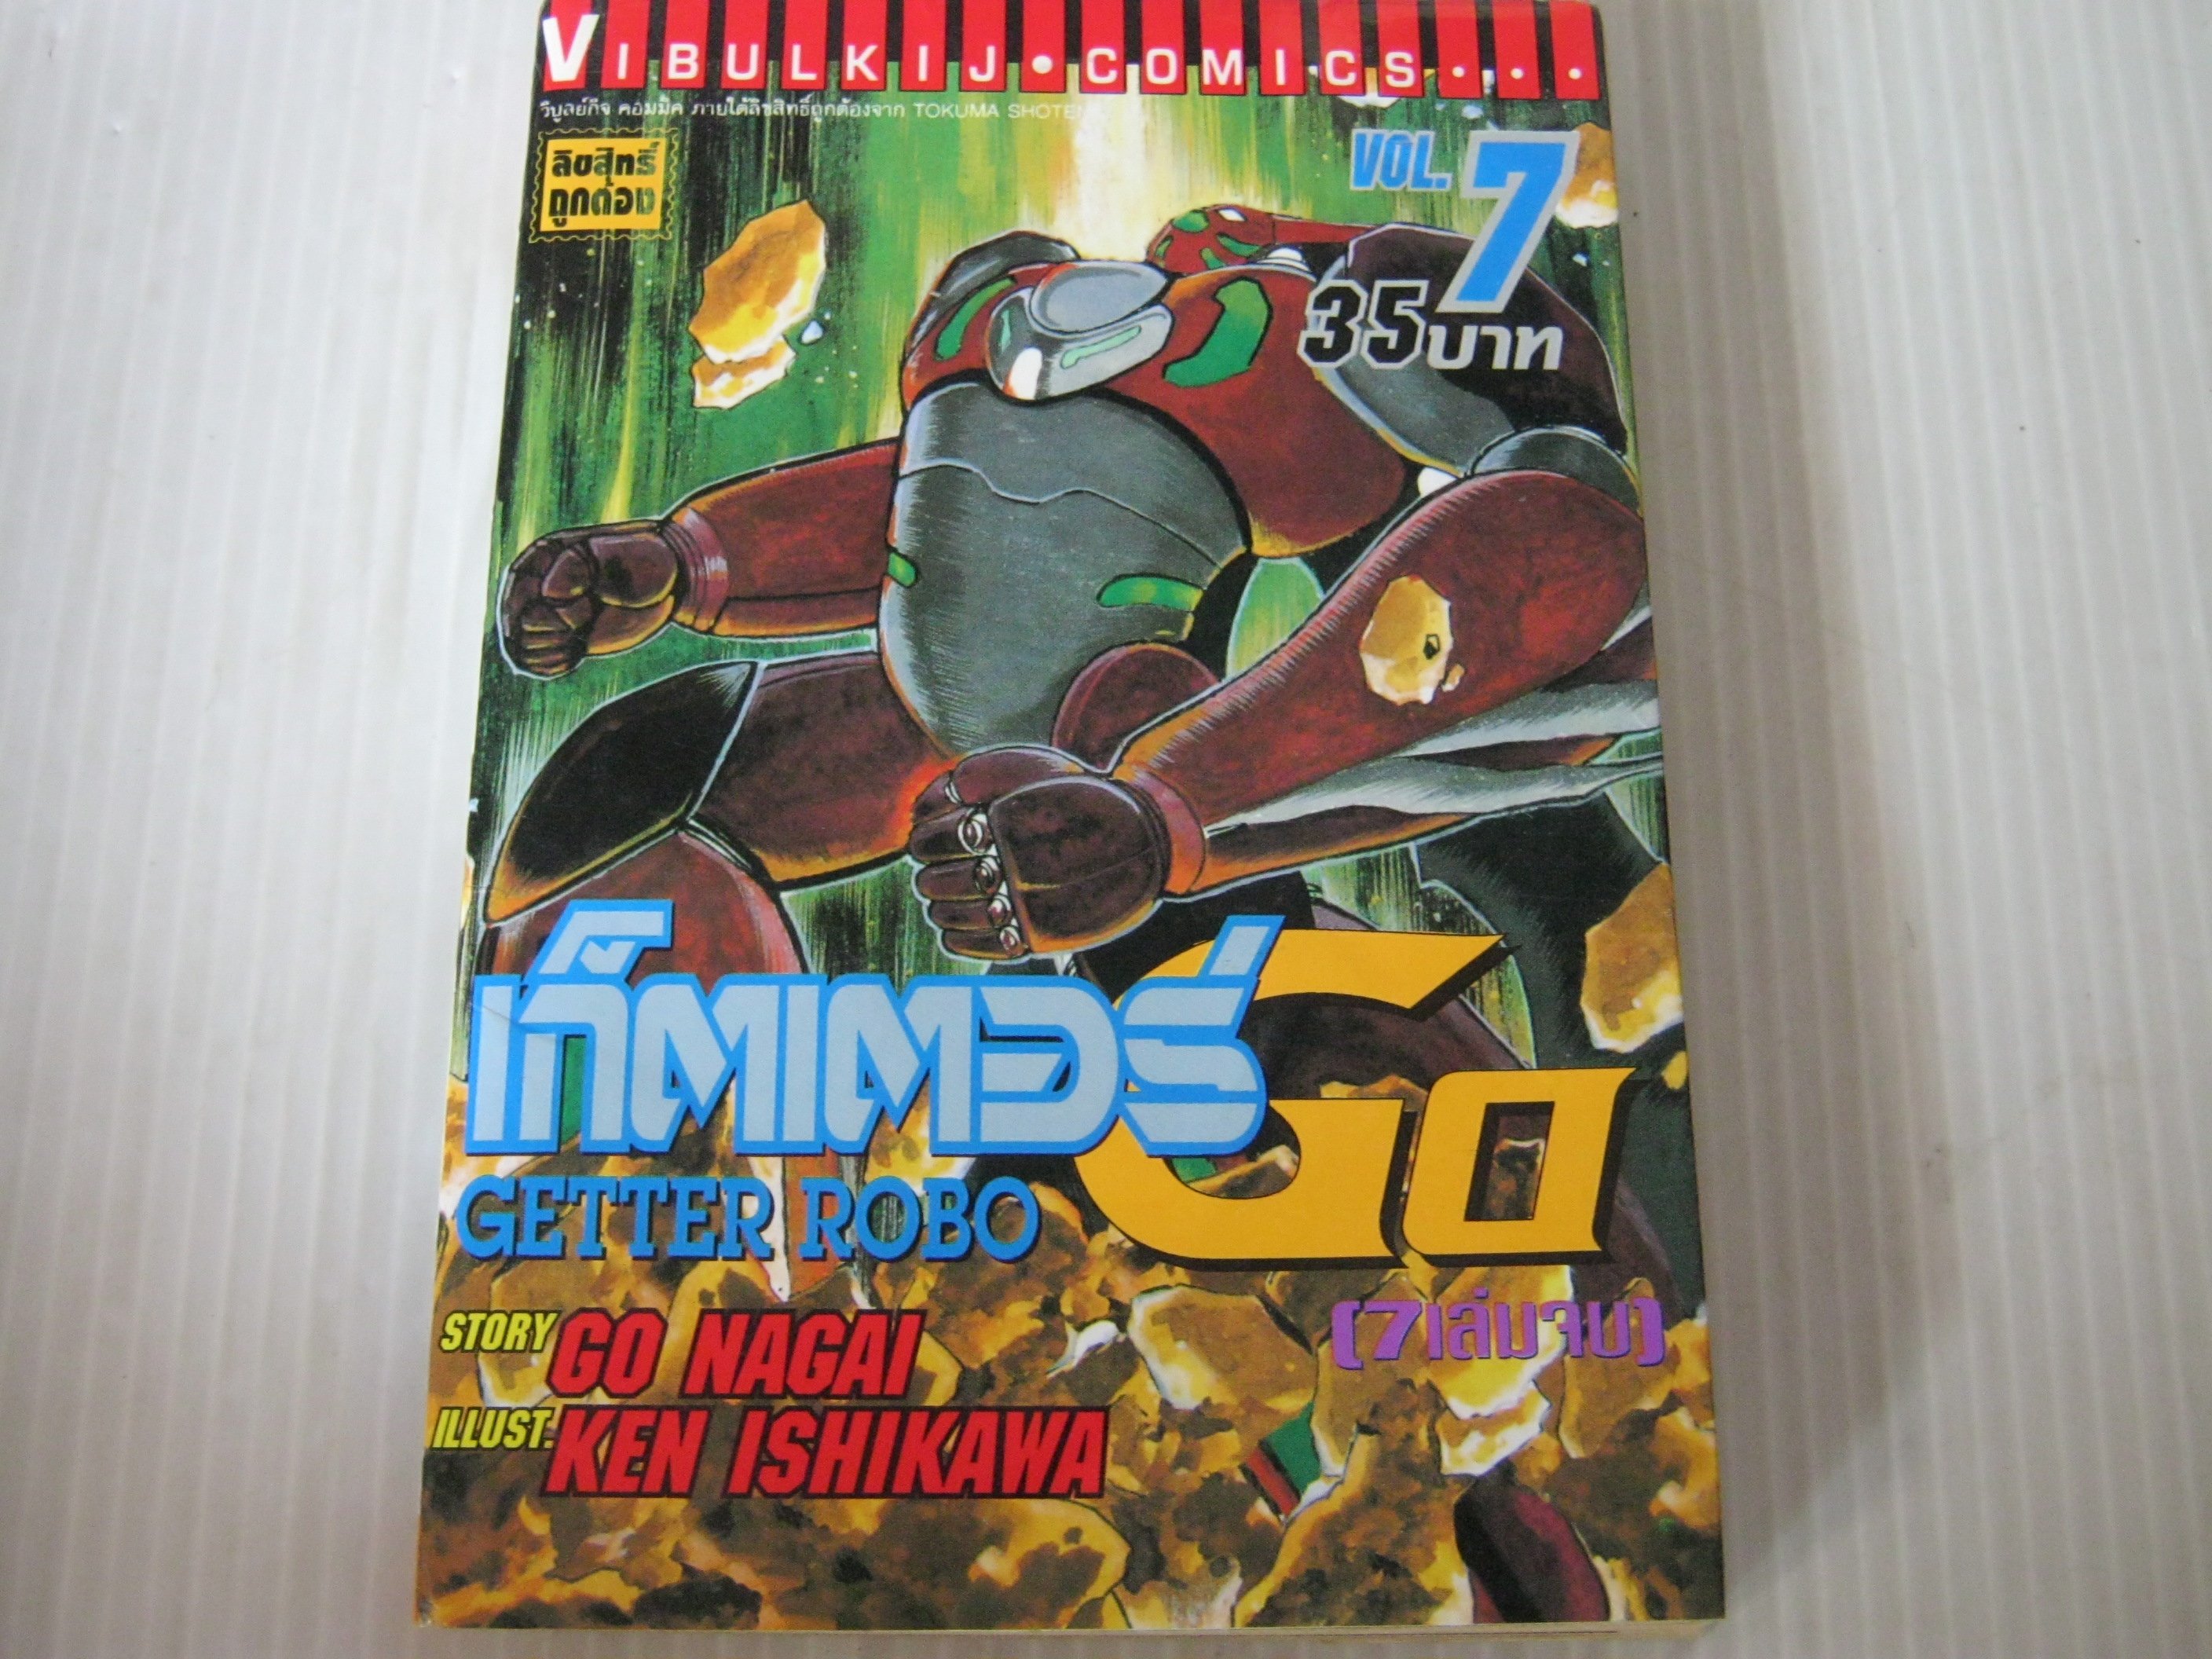 VIBULKIJ•COMICS...
วิบูลย์กิจ คอมมิค ภายใต้ลิขสิทธิ์ถูกต้องจาก TOKUMA SHOTEN
ลิขสิทธิ์
ถูกต้อง
VOL. 7
35บาท
เก็ตเตอร์ Go
GETTER ROBO
(7เล่มจบ)
STORY GO NAGAI
ILLUST. KEN ISHIKAWA